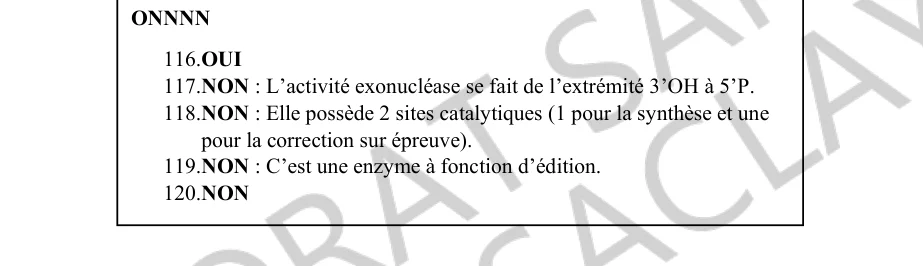 ONNNN
116.OUI
117.NON : L’activité exonucléase se fait de l’extrémité 3’OH à 5’P.
118.NON : Elle possède 2 sites catalytiques (1 pour la synthèse et une
pour la correction sur épreuve).
119.NON : C’est une enzyme à fonction d’édition.
120.NON